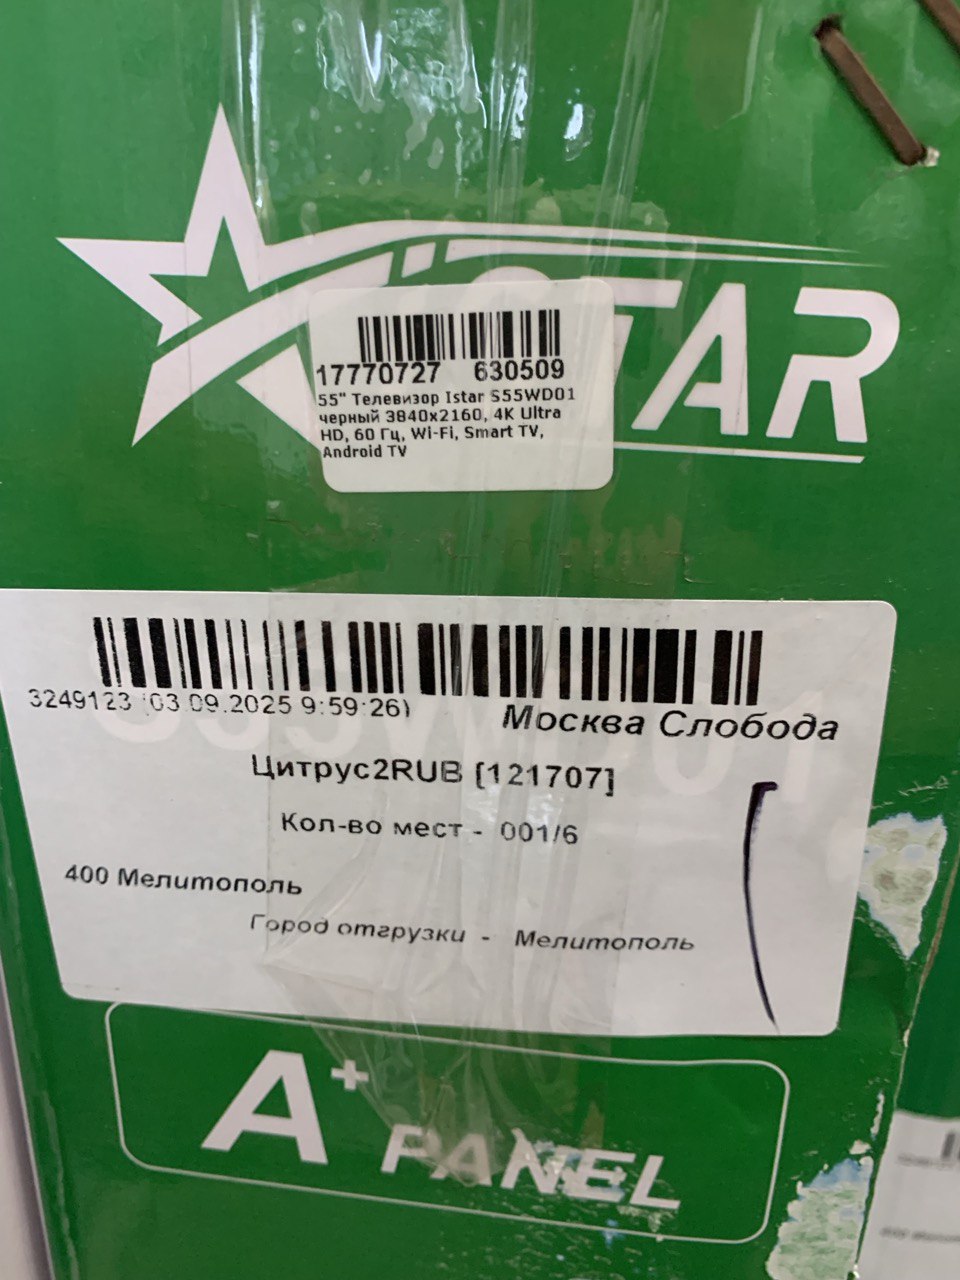 ISTAR
17770727 630509
55" Телевизор Istar S55WD01
черный 3840x2160, 4K Ultra
HD, 60 Гц, Wi-Fi, Smart TV,
Android TV
3249123 (03.09.2025 9:59:26)
Москва Слобода
Цитрус2RUB [121707]
Кол-во мест - 001/6
400 Мелитополь
Город отгрузки - Мелитополь
A+ PANEL